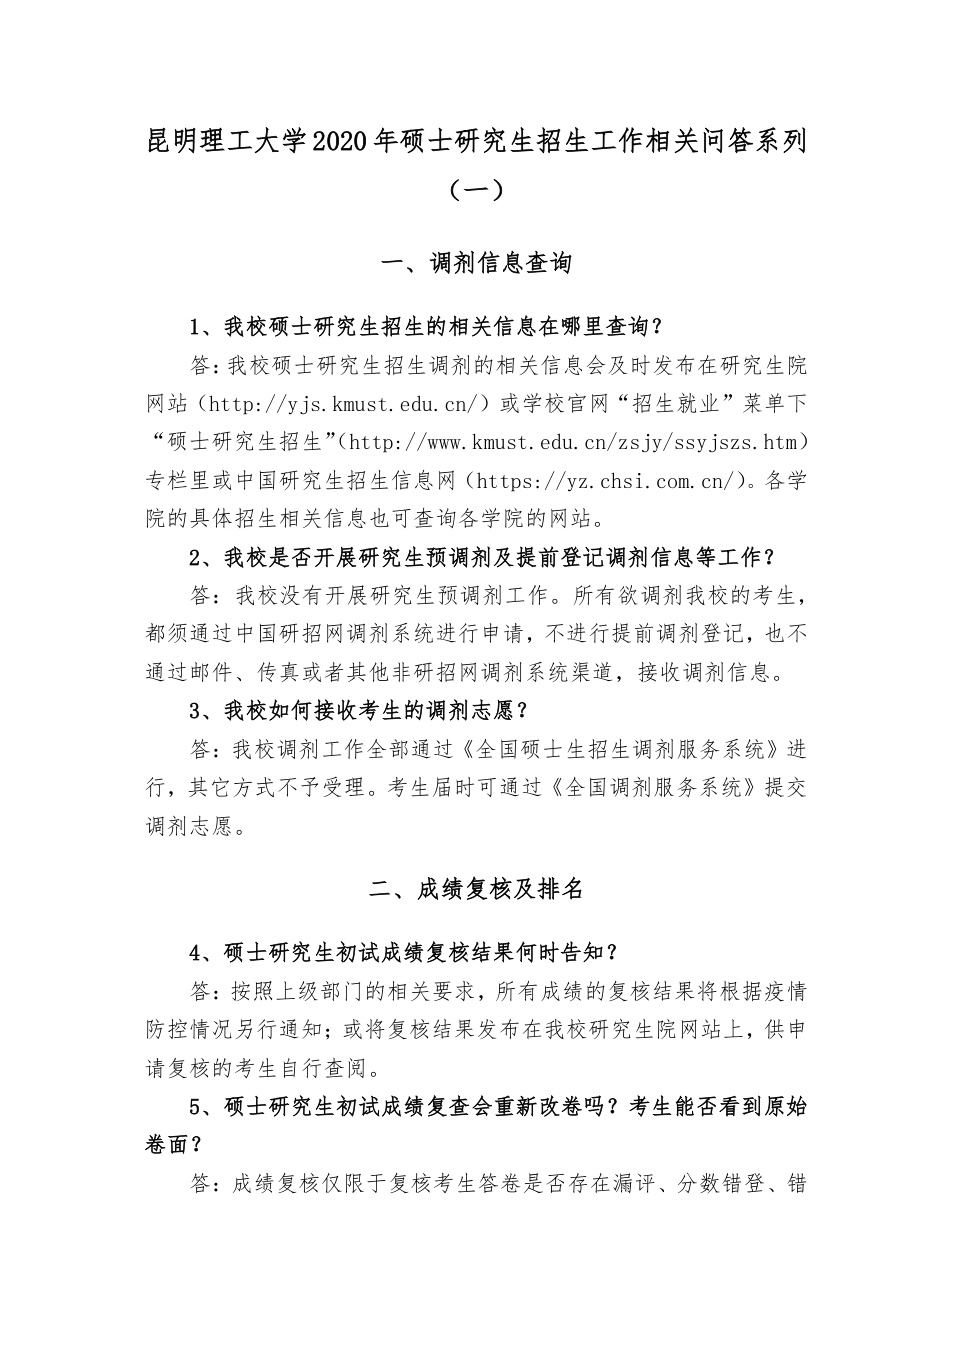 昆明理工大学2020年硕士研究生招生工作相关问答系列
（一）
一、调剂信息查询
1、我校硕士研究生招生的相关信息在哪里查询？
答：我校硕士研究生招生调剂的相关信息会及时发布在研究生院
网站（http://yjs.kmust.edu.cn/）或学校官网“招生就业”菜单下
“硕士研究生招生”（http://www.kmust.edu.cn/zsjy/ssyjszs.htm）
专栏里或中国研究生招生信息网（https://yz.chsi.com.cn/）。各学
院的具体招生相关信息也可查询各学院的网站。
2、我校是否开展研究生预调剂及提前登记调剂信息等工作？
答：我校没有开展研究生预调剂工作。所有欲调剂我校的考生，
都须通过中国研招网调剂系统进行申请，不进行提前调剂登记，也不
通过邮件、传真或者其他非研招网调剂系统渠道，接收调剂信息。
3、我校如何接收考生的调剂志愿？
答：我校调剂工作全部通过《全国硕士生招生调剂服务系统》进
行，其它方式不予受理。考生届时可通过《全国调剂服务系统》提交
调剂志愿。
二、成绩复核及排名
4、硕士研究生初试成绩复核结果何时告知？
答：按照上级部门的相关要求，所有成绩的复核结果将根据疫情
防控情况另行通知；或将复核结果发布在我校研究生院网站上，供申
请复核的考生自行查阅。
5、硕士研究生初试成绩复查会重新改卷吗？考生能否看到原始
卷面？
答：成绩复核仅限于复核考生答卷是否存在漏评、分数错登、错